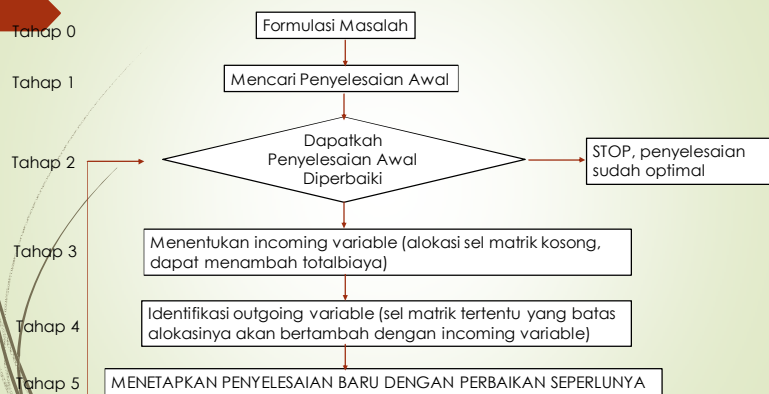 Tahap 0
Formulasi Masalah
Tahap 1
Mencari Penyelesaian Awal
Tahap 2
Dapatkah
Penyelesaian Awal
Diperbaiki
STOP, penyelesaian
sudah optimal
Tahap 3
Menentukan incoming variable (alokasi sel matrik kosong,
dapat menambah totalbiaya)
Tahap 4
Identifikasi outgoing variable (sel matrik tertentu yang batas
alokasinya akan bertambah dengan incoming variable)
Tahap 5
MENETAPKAN PENYELESAIAN BARU DENGAN PERBAIKAN SEPERLUNYA